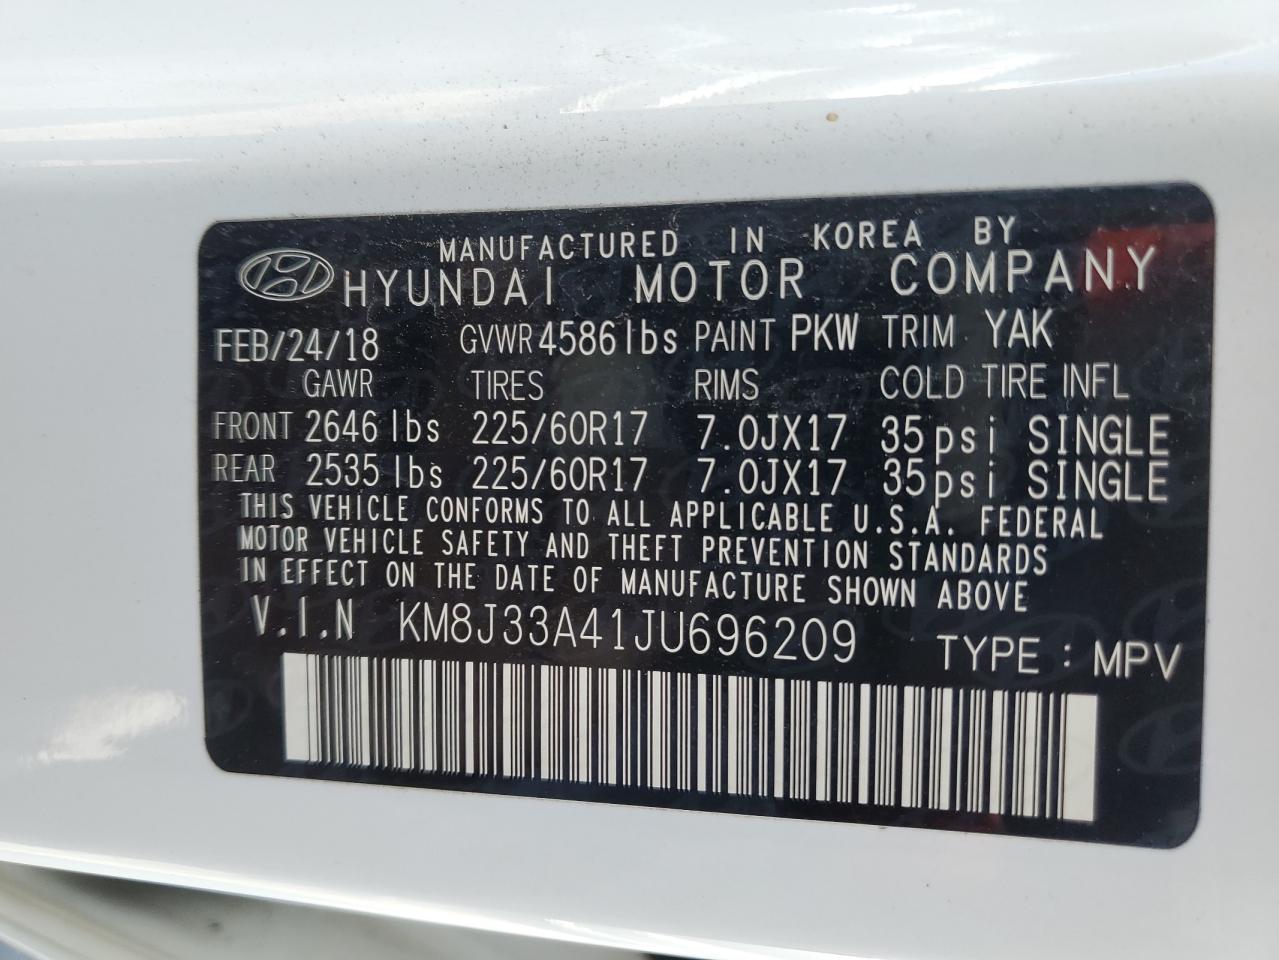 MANUFACTURED IN KOREA BY
HYUNDAI MOTOR COMPANY
FEB/24/18 GVWR 4586lbs PAINT PKW TRIM YAK
GAWR TIRES RIMS COLD TIRE INFL
FRONT 2646 lbs 225/60R17 7.0JX17 35psi SINGLE
REAR 2535 lbs 225/60R17 7.0JX17 35psi SINGLE
THIS VEHICLE CONFORMS TO ALL APPLICABLE U.S.A. FEDERAL
MOTOR VEHICLE SAFETY AND THEFT PREVENTION STANDARDS
IN EFFECT ON THE DATE OF MANUFACTURE SHOWN ABOVE
V.I.N KM8J33A41JU696209 TYPE : MPV